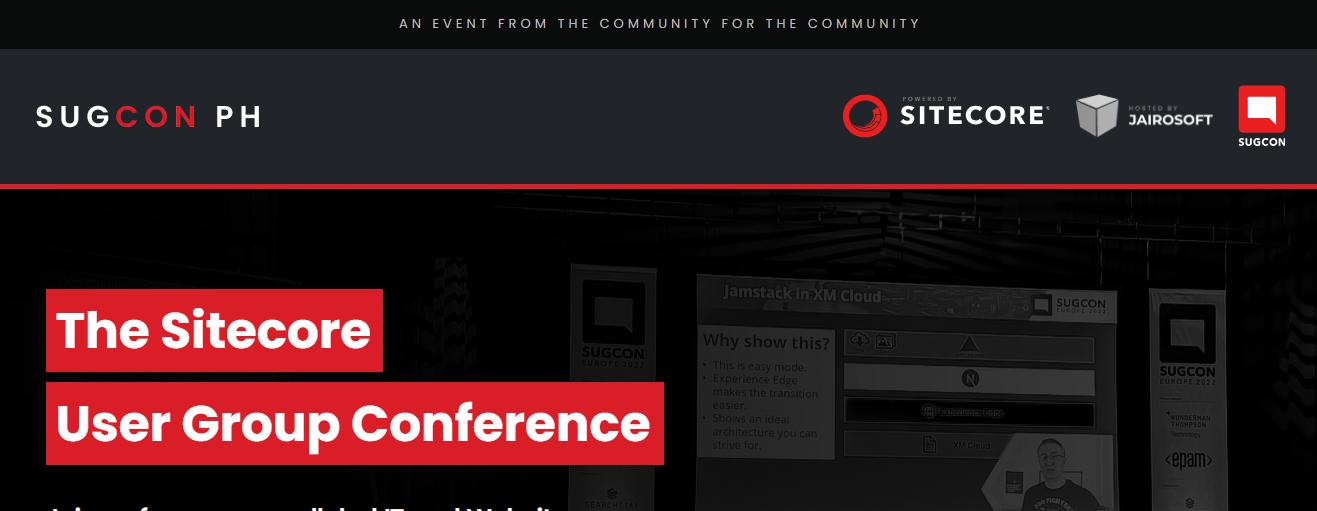 AN EVENT FROM THE COMMUNITY FOR THE COMMUNITY
SUGCON PH
POWERED BY
SITECORE
HOSTED BY
JAIROSOFT
SUGCON
The Sitecore
User Group Conference
Jamstack in XM Cloud
SUGCON
EUROPE 2022
Why show this?
• This is easy mode.
• Experience Edge
makes the transition
easier.
• Shows an ideal
architecture you can
strive for.
Experience Edge
XM Cloud
SUGCON
EUROPE 2022
SUGCON
EUROPE 2022
WUNDERMAN
THOMPSON
Technology
<epam>
SEARCHSTAX